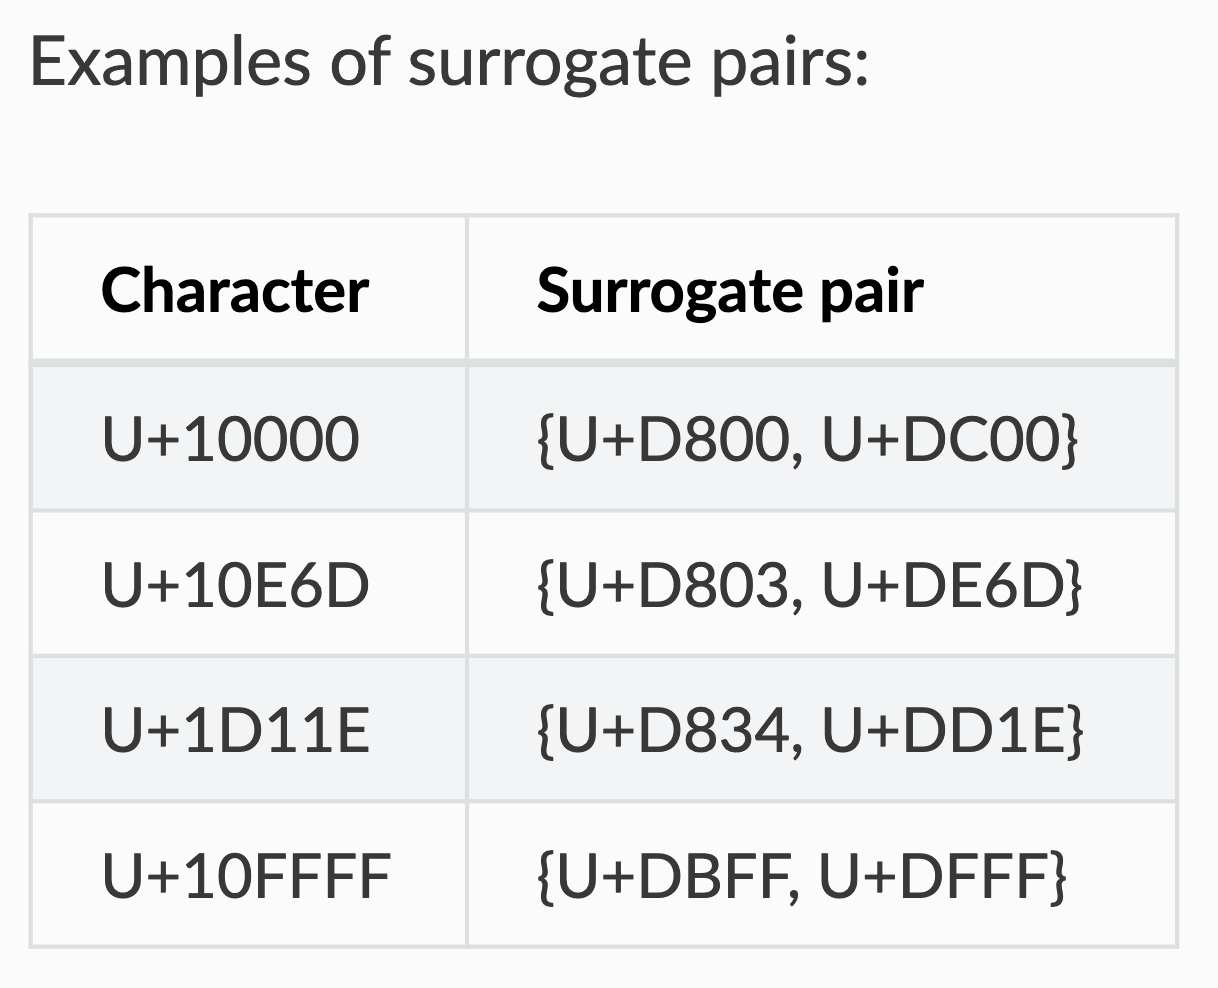 Examples of surrogate pairs:
Character Surrogate pair
U+10000 {U+D800, U+DC00}
U+10E6D {U+D803, U+DE6D}
U+1D11E {U+D834, U+DD1E}
U+10FFFF {U+DBFF, U+DFFF}